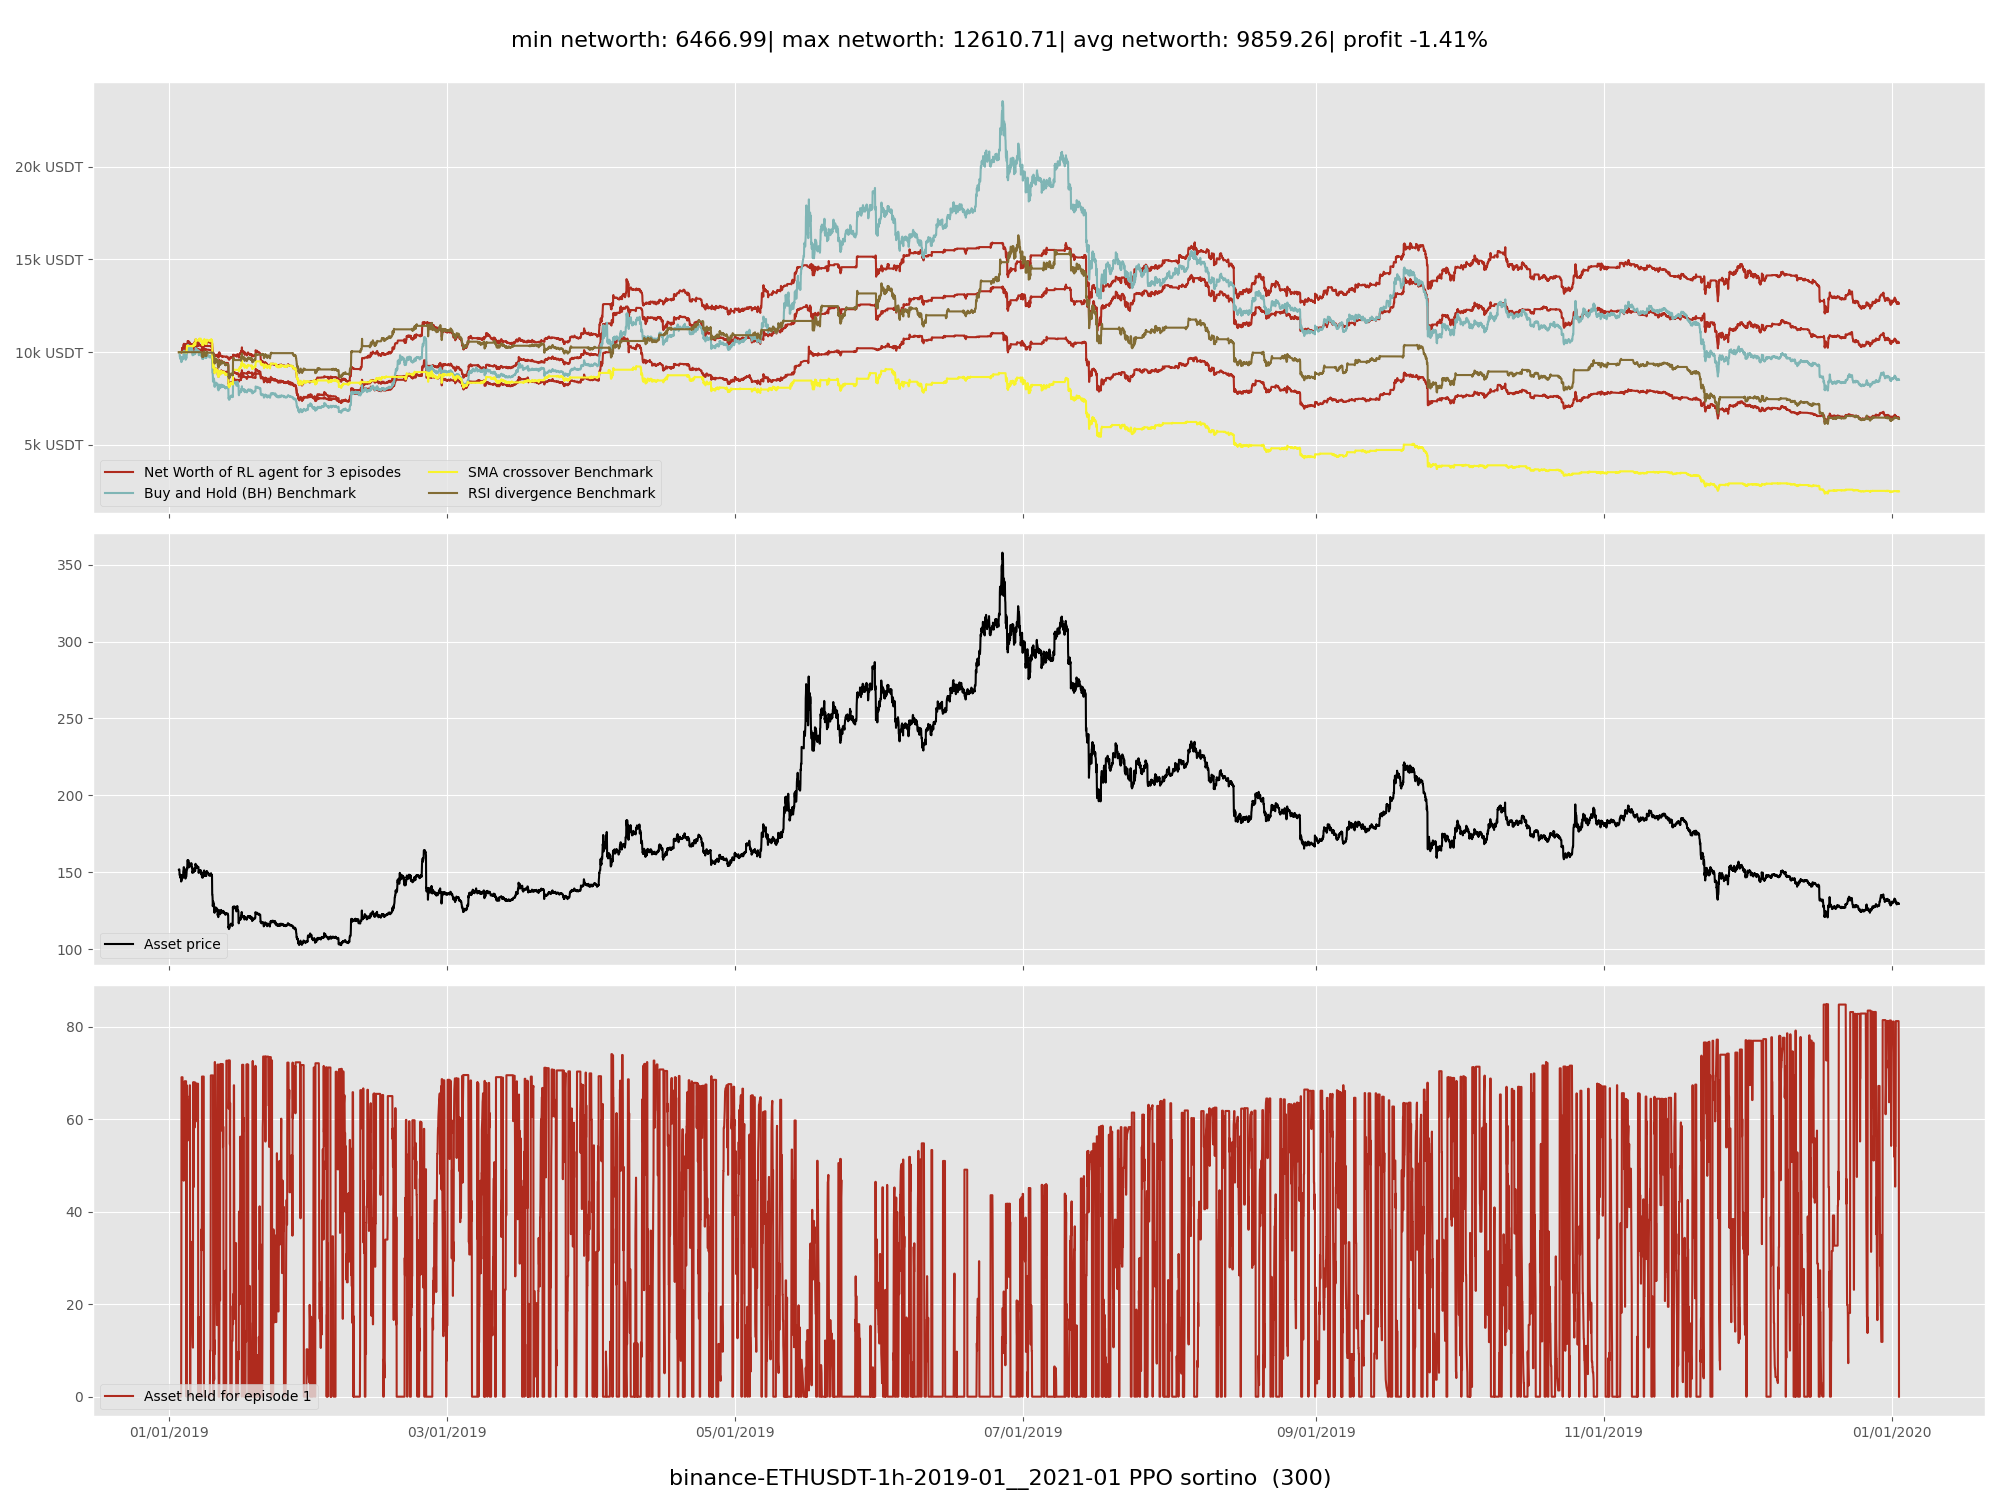 min networth: 6466.99| max networth: 12610.71| avg networth: 9859.26| profit -1.41%
20k USDT
15k USDT
10k USDT
5k USDT
Net Worth of RL agent for 3 episodes
Buy and Hold (BH) Benchmark
SMA crossover Benchmark
RSI divergence Benchmark
350
300
250
200
150
100
Asset price
80
60
40
20
0
Asset held for episode 1
01/01/2019 03/01/2019 05/01/2019 07/01/2019 09/01/2019 11/01/2019 01/01/2020
binance-ETHUSDT-1h-2019-01__2021-01 PPO sortino  (300)